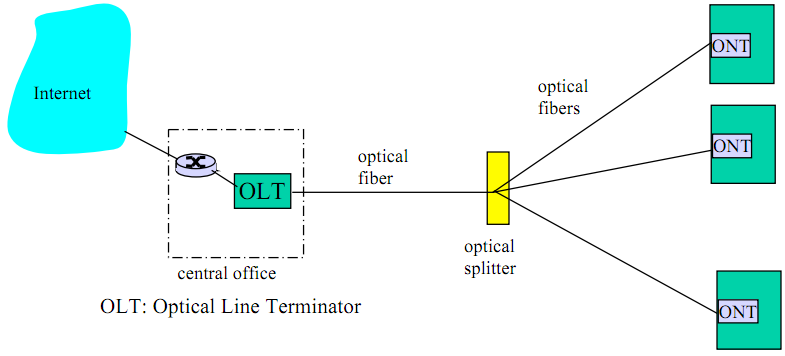 Internet
OLT
central office
OLT: Optical Line Terminator
optical
fiber
optical
splitter
optical
fibers
ONT
ONT
ONT